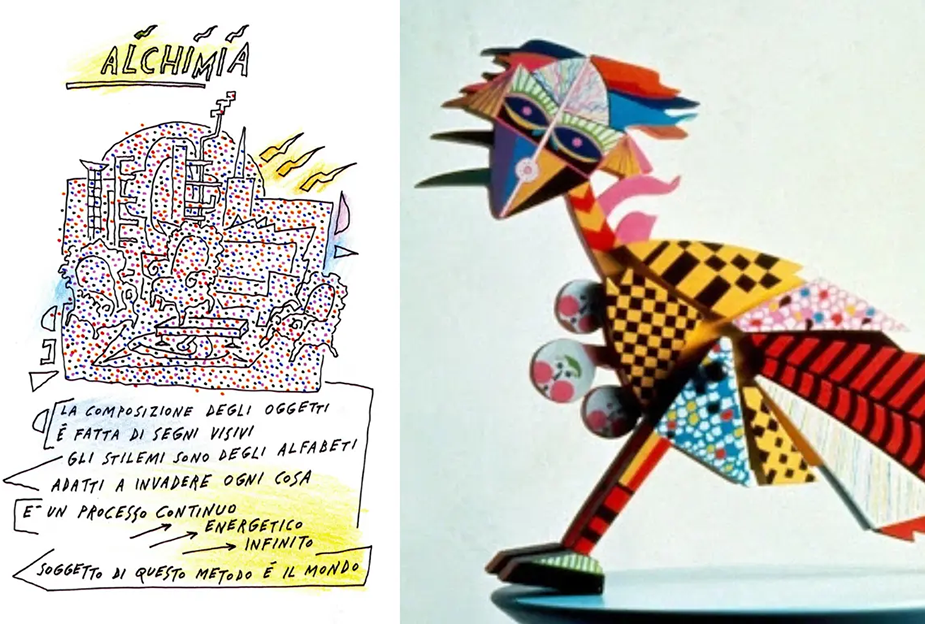 ALCHIMIA
LA COMPOSIZIONE DEGLI OGGETTI
É FATTA DI SEGNI VISIVI
GLI STILEMI SONO DEGLI ALFABETI
ADATTI A INVADERE OGNI COSA
E' UN PROCESSO CONTINUO
ENERGETICO
INFINITO
SOGGETTO DI QUESTO METODO É IL MONDO